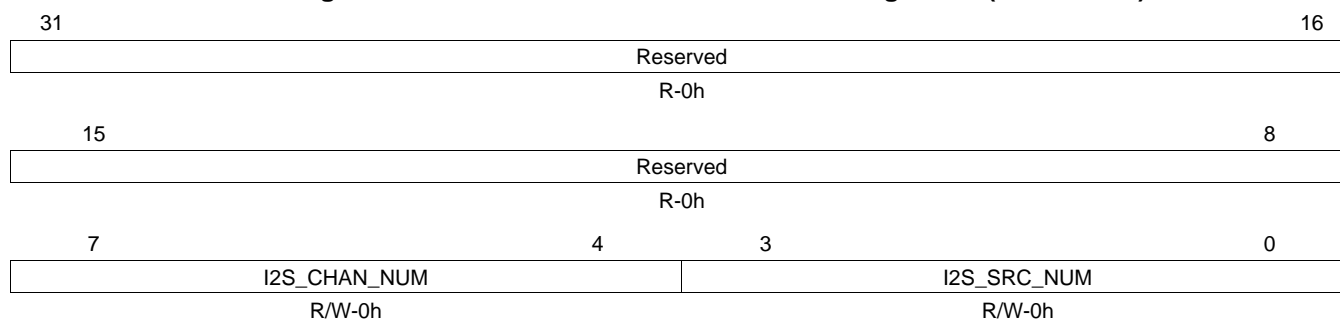 31 16
Reserved
R-0h
15 8
Reserved
R-0h
7 4 3 0
I2S_CHAN_NUM I2S_SRC_NUM
R/W-0h R/W-0h